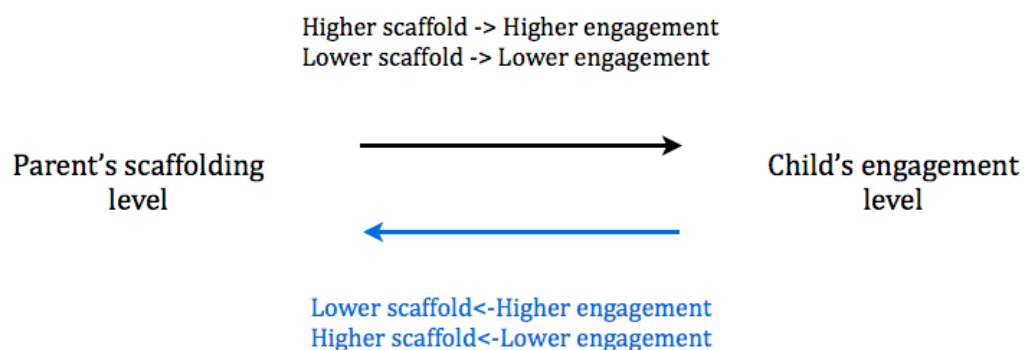 Higher scaffold -> Higher engagement
Lower scaffold -> Lower engagement
Parent’s scaffolding
level
Child’s engagement
level
Lower scaffold<-Higher engagement
Higher scaffold<-Lower engagement